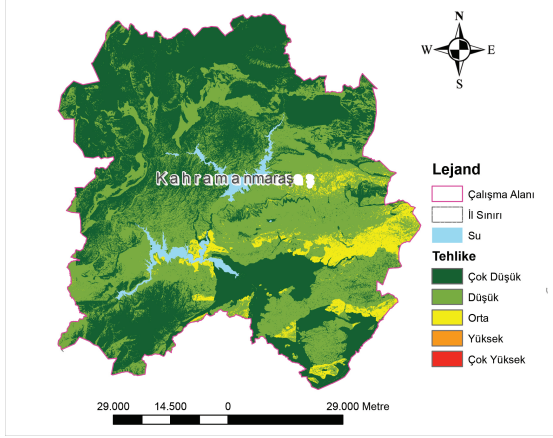 N
W E
S
Kahramanmaraş
Lejand
Çalışma Alanı
İl Sınırı
Su
Tehlike
Çok Düşük
Düşük
Orta
Yüksek
Çok Yüksek
29.000 14.500 0 29.000 Metre